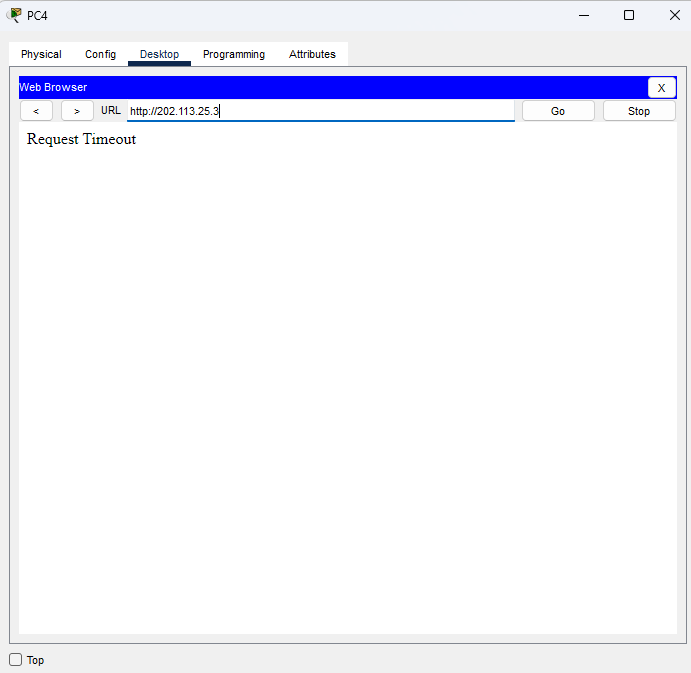 PC4
Physical Config Desktop Programming Attributes
Web Browser X
< > URL http://202.113.25.3 Go Stop
Request Timeout
Top